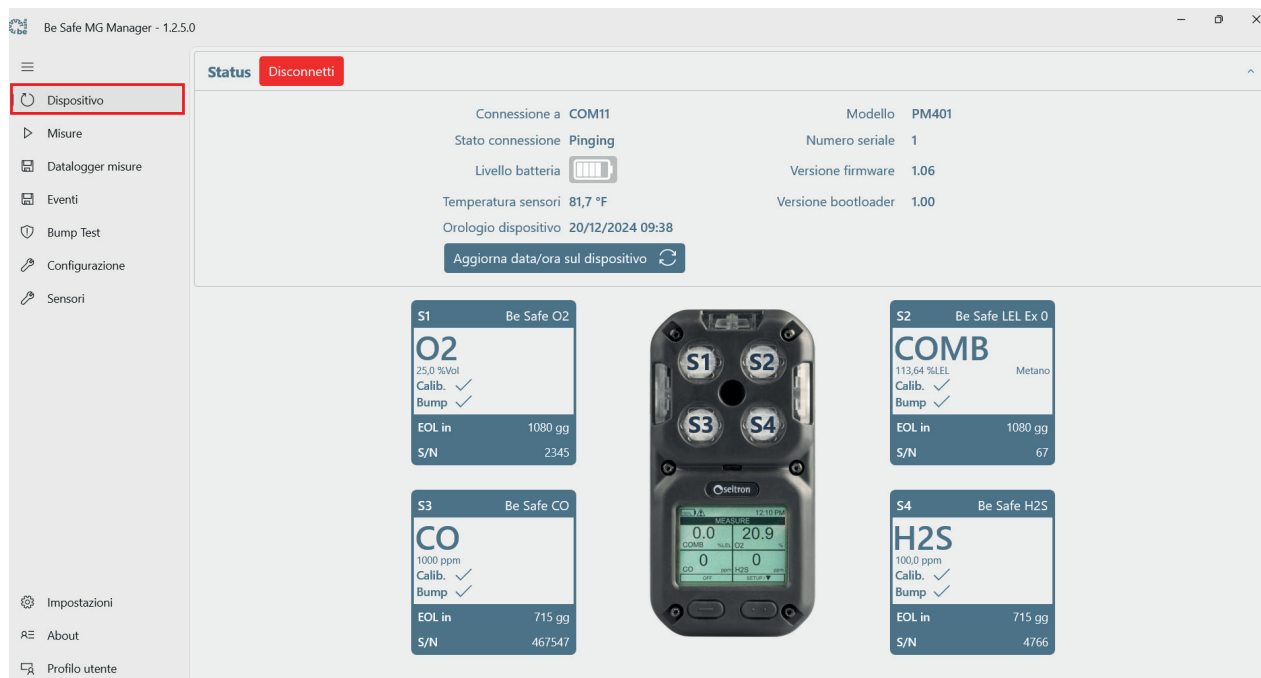 Be Safe MG Manager - 1.2.5.0
Status Disconnetti
Dispositivo
Misure
Datalogger misure
Eventi
Bump Test
Configurazione
Sensori
Connessione a COM11
Stato connessione Pinging
Livello batteria
Temperatura sensori 81,7 °F
Orologio dispositivo 20/12/2024 09:38
Aggiorna data/ora sul dispositivo
Modello PM401
Numero seriale 1
Versione firmware 1.06
Versione bootloader 1.00
S1 Be Safe O2
O2
25,0 %Vol
Calib.
Bump
EOL in 1080 gg
S/N 2345
S2 Be Safe LEL Ex 0
COMB
113,64 %LEL Metano
Calib.
Bump
EOL in 1080 gg
S/N 67
S3 Be Safe CO
CO
1000 ppm
Calib.
Bump
EOL in 715 gg
S/N 467547
S4 Be Safe H2S
H2S
100,0 ppm
Calib.
Bump
EOL in 715 gg
S/N 4766
S1 S2
S3 S4
seitron
12:10 PM
MEASURE
0.0 20.9
COMB %LEL O2 %
0 0
CO ppm H2S ppm
OFF SETUP/▼
Impostazioni
About
Profilo utente